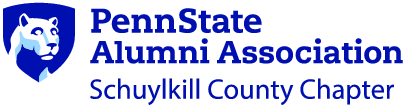 PennState
Alumni Association
Schuylkill County Chapter